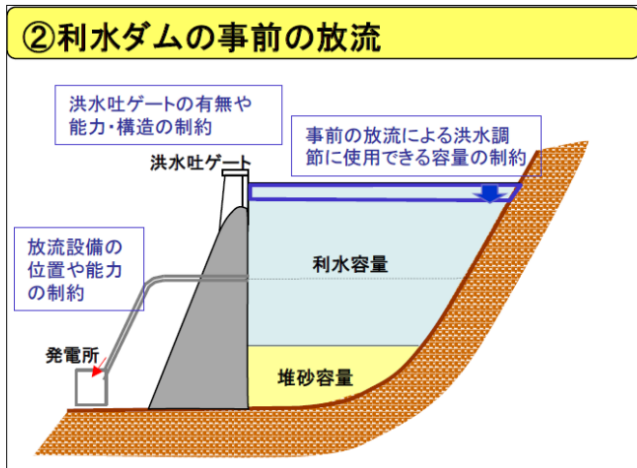 ②利水ダムの事前の放流
洪水吐ゲートの有無や
能力・構造の制約
事前の放流による洪水調
節に使用できる容量の制約
洪水吐ゲート
放流設備の
位置や能力
の制約
利水容量
発電所
堆砂容量